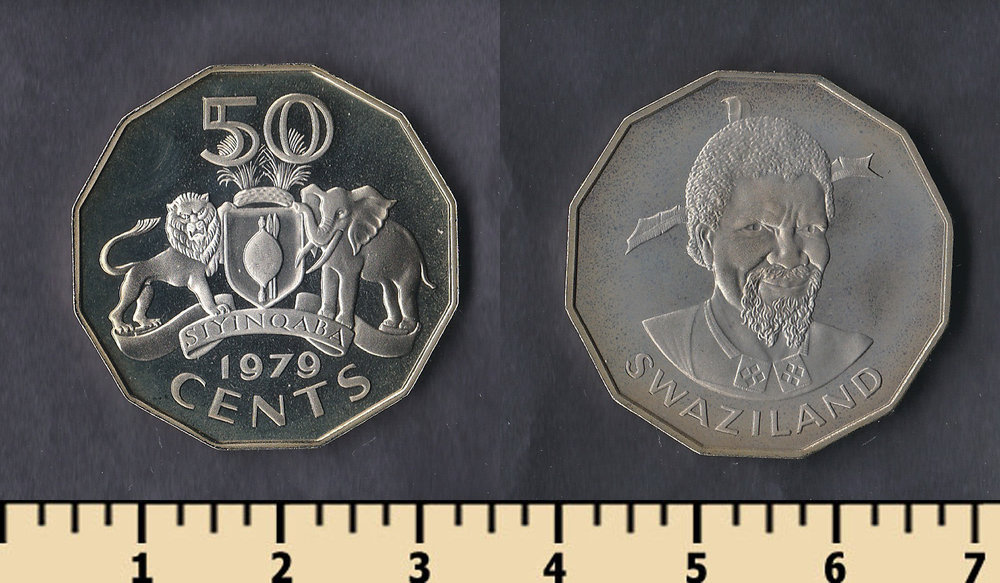 50
SIYINQABA
1979
CENTS
SWAZILAND
1 2 3 4 5 6 7